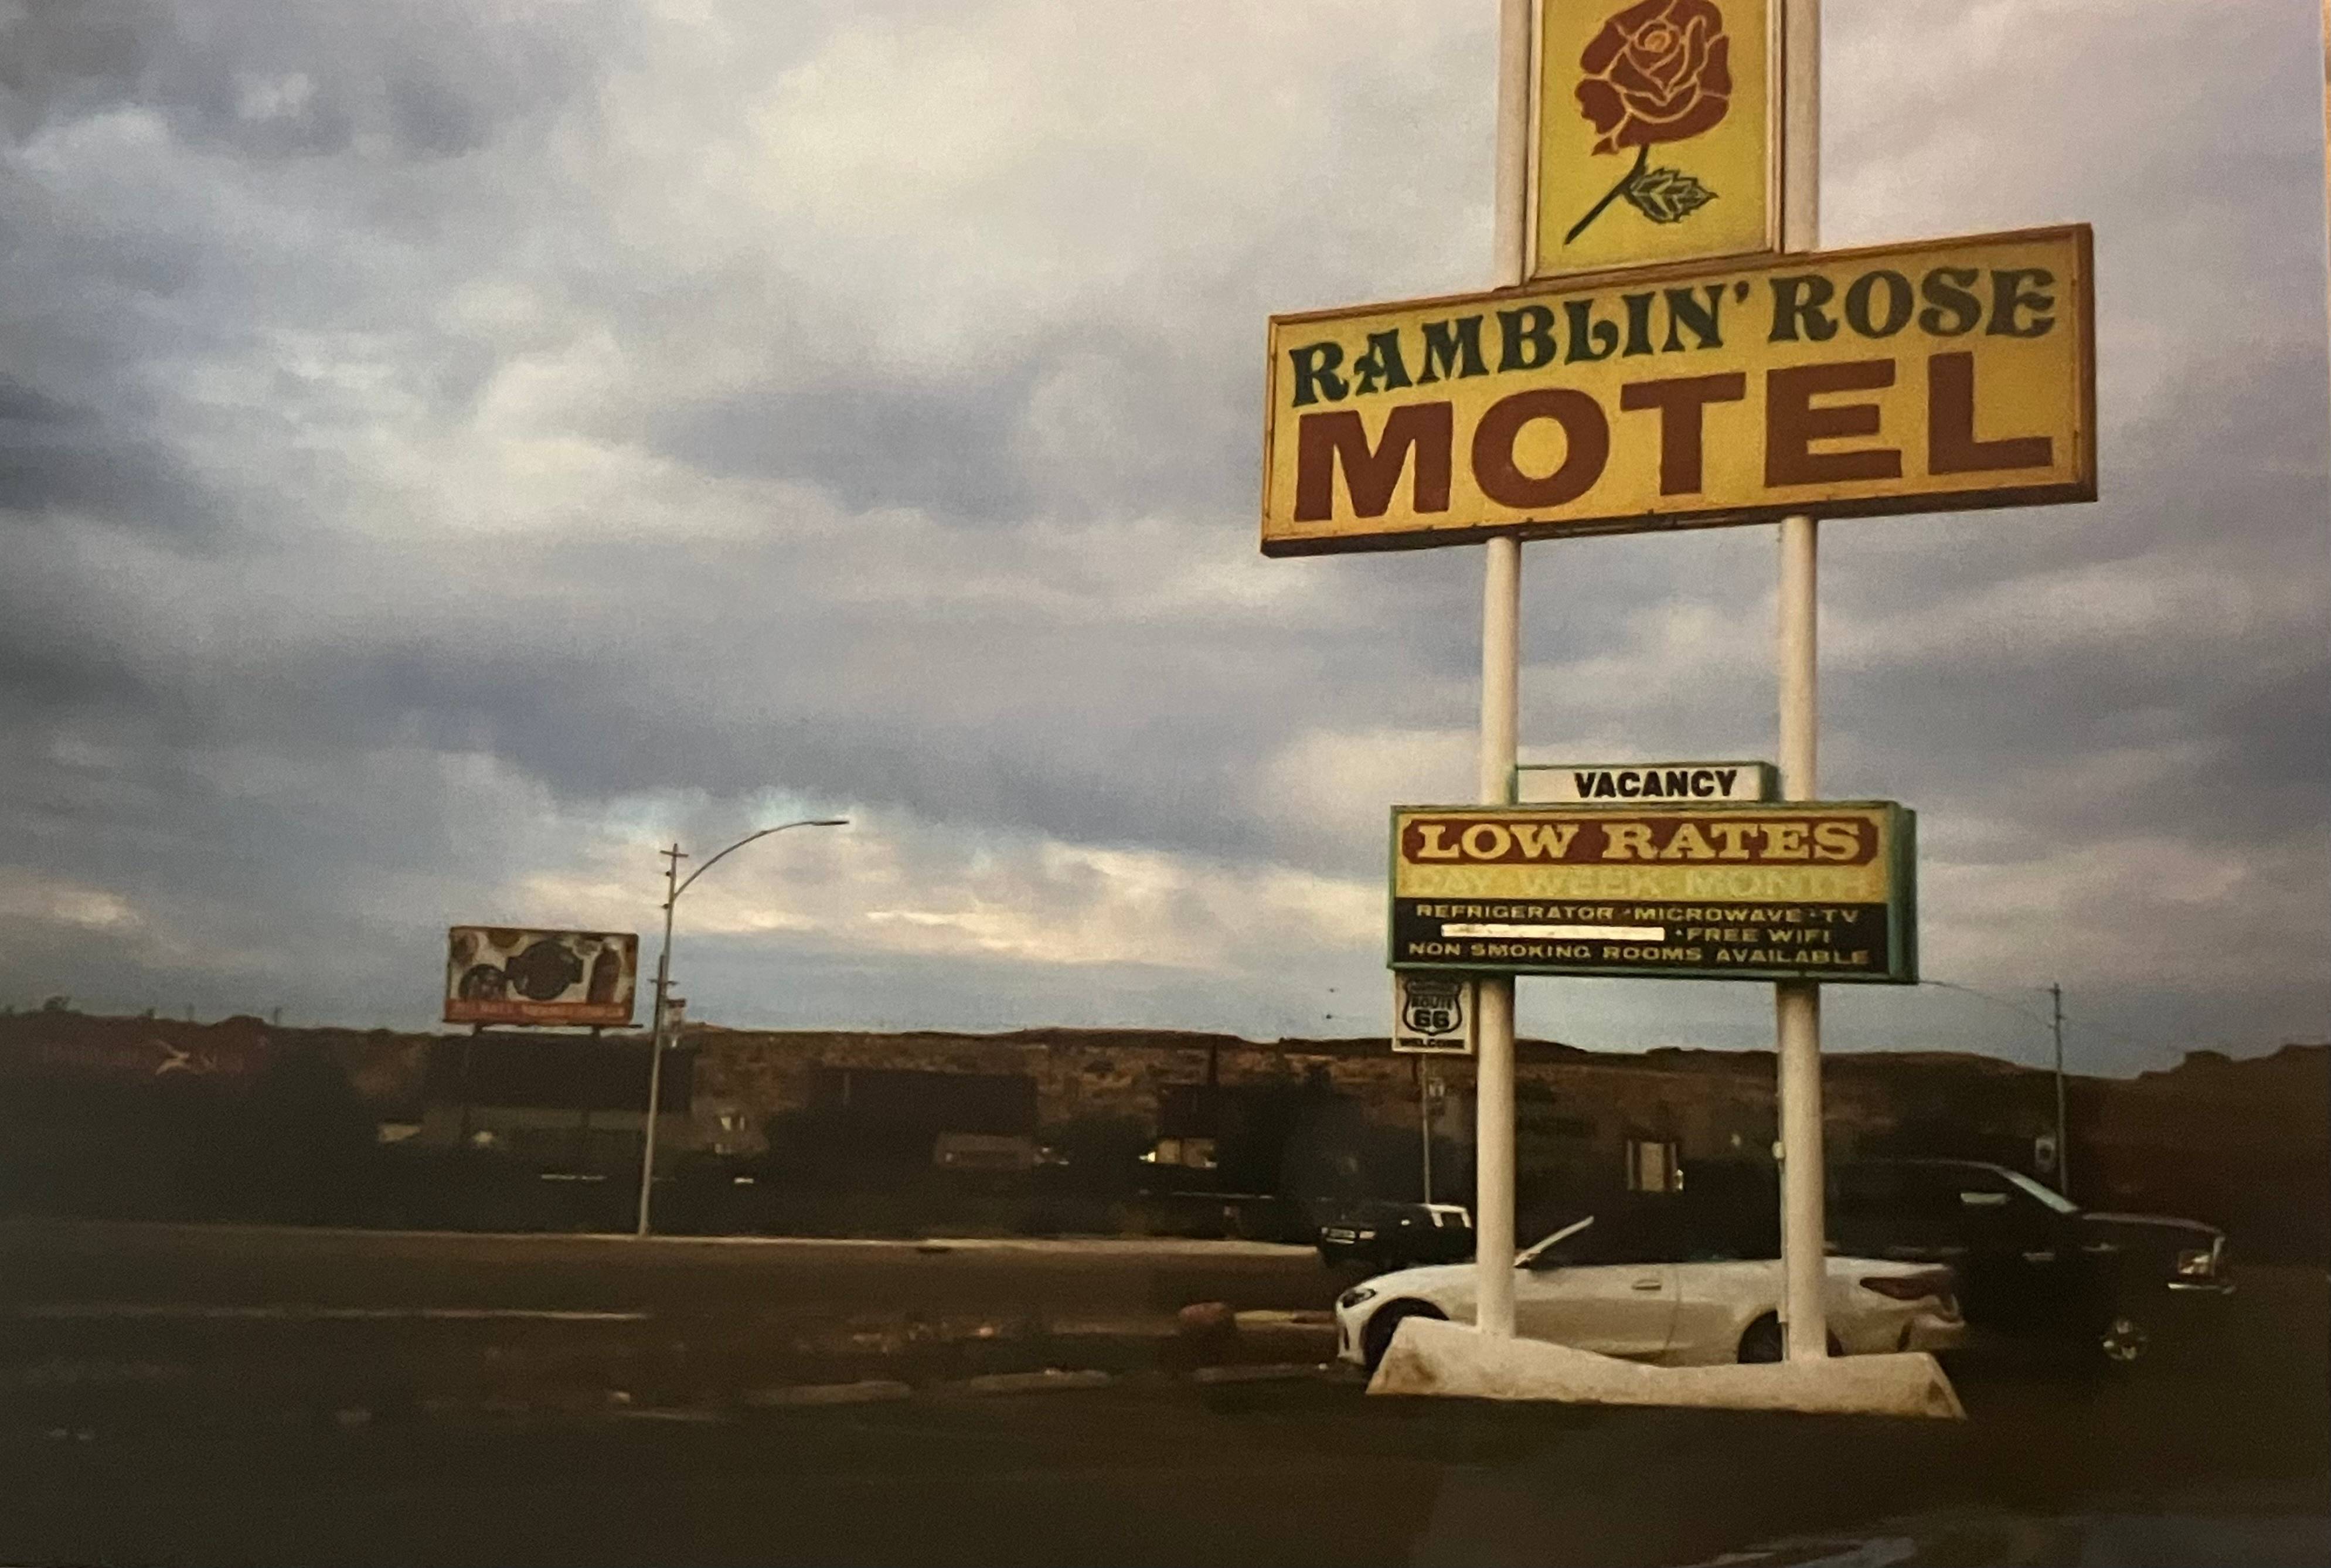 RAMBLIN' ROSE
MOTEL
VACANCY
LOW RATES
DAY WEEK MONTH
REFRIGERATOR • MICROWAVE • TV
• FREE WIFI
NON SMOKING ROOMS AVAILABLE
ROUTE
66
WELCOME